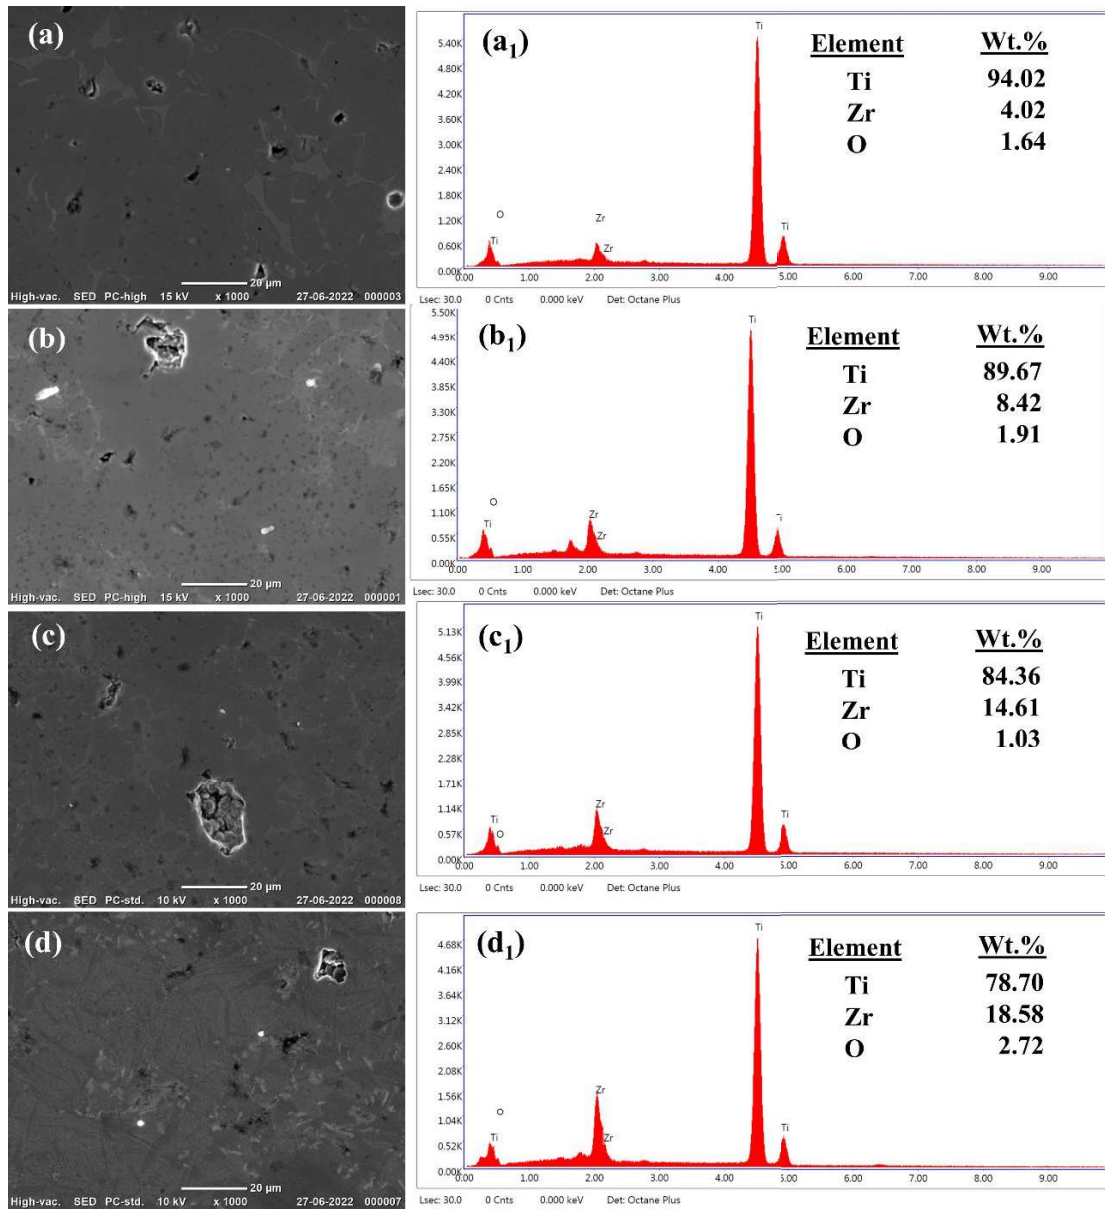 (a)
20 µm
High-vac. SED PC-high 15 kV x 1000 27-06-2022 000003
(a1)
Element Wt.%
Ti 94.02
Zr 4.02
O 1.64
5.40K
4.80K
4.20K
3.60K
3.00K
2.40K
1.80K
1.20K
0.60K
0.00K
Ti
O
Ti
Zr
Zr
Ti
1.00 2.00 3.00 4.00 5.00 6.00 7.00 8.00 9.00
Lsec: 30.0 0 Cnts 0.000 keV Det: Octane Plus
(b)
20 µm
High-vac. SED PC-high 15 kV x 1000 27-06-2022 000001
(b1)
Element Wt.%
Ti 89.67
Zr 8.42
O 1.91
5.50K
4.95K
4.40K
3.85K
3.30K
2.75K
2.20K
1.65K
1.10K
0.55K
0.00K
Ti
O
Ti
Zr
Zr
0.00 1.00 2.00 3.00 4.00 5.00 6.00 7.00 8.00 9.00
Lsec: 30.0 0 Cnts 0.000 keV Det: Octane Plus
(c)
20 µm
High-vac. SED PC-std. 10 kV x 1000 27-06-2022 000008
(c1)
Element Wt.%
Ti 84.36
Zr 14.61
O 1.03
5.13K
4.56K
3.99K
3.42K
2.85K
2.28K
1.71K
1.14K
0.57K
0.00K
Ti
Ti
O
Zr
Zr
Ti
1.00 2.00 3.00 4.00 5.00 6.00 7.00 8.00 9.00
Lsec: 30.0 0 Cnts 0.000 keV Det: Octane Plus
(d)
20 µm
High-vac. SED PC-std. 10 kV x 1000 27-06-2022 000007
(d1)
Element Wt.%
Ti 78.70
Zr 18.58
O 2.72
4.68K
4.16K
3.64K
3.12K
2.60K
2.08K
1.56K
1.04K
0.52K
0.00K
Ti
O
Ti
Zr
Zr
Ti
1.00 2.00 3.00 4.00 5.00 6.00 7.00 8.00 9.00
Lsec: 30.0 0 Cnts 0.000 keV Det: Octane Plus